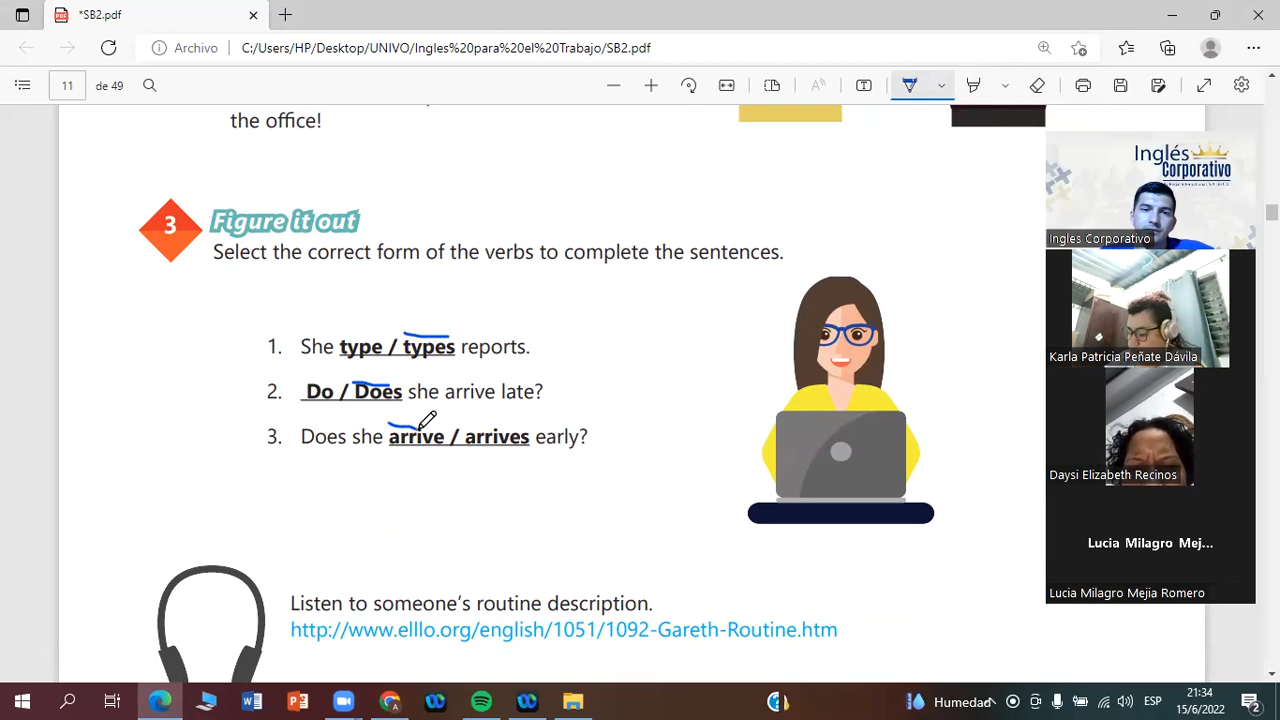 *SB2.pdf
Archivo
C:/Users/HP/Desktop/UNIVO/Ingles%20para%20el%20Trabajo/SB2.pdf
11 de 49
the office!
Inglés
Corporativo
Ingles Corporativo
3
Figure it out
Select the correct form of the verbs to complete the sentences.
1. She type / types reports.
2. Do / Does she arrive late?
3. Does she arrive / arrives early?
Karla Patricia Peñate Dávila
Daysi Elizabeth Recinos
Lucia Milagro Mej...
Lucia Milagro Mejia Romero
Listen to someone's routine description.
http://www.elllo.org/english/1051/1092-Gareth-Routine.htm
Humedad
ESP
21:34
15/6/2022
2